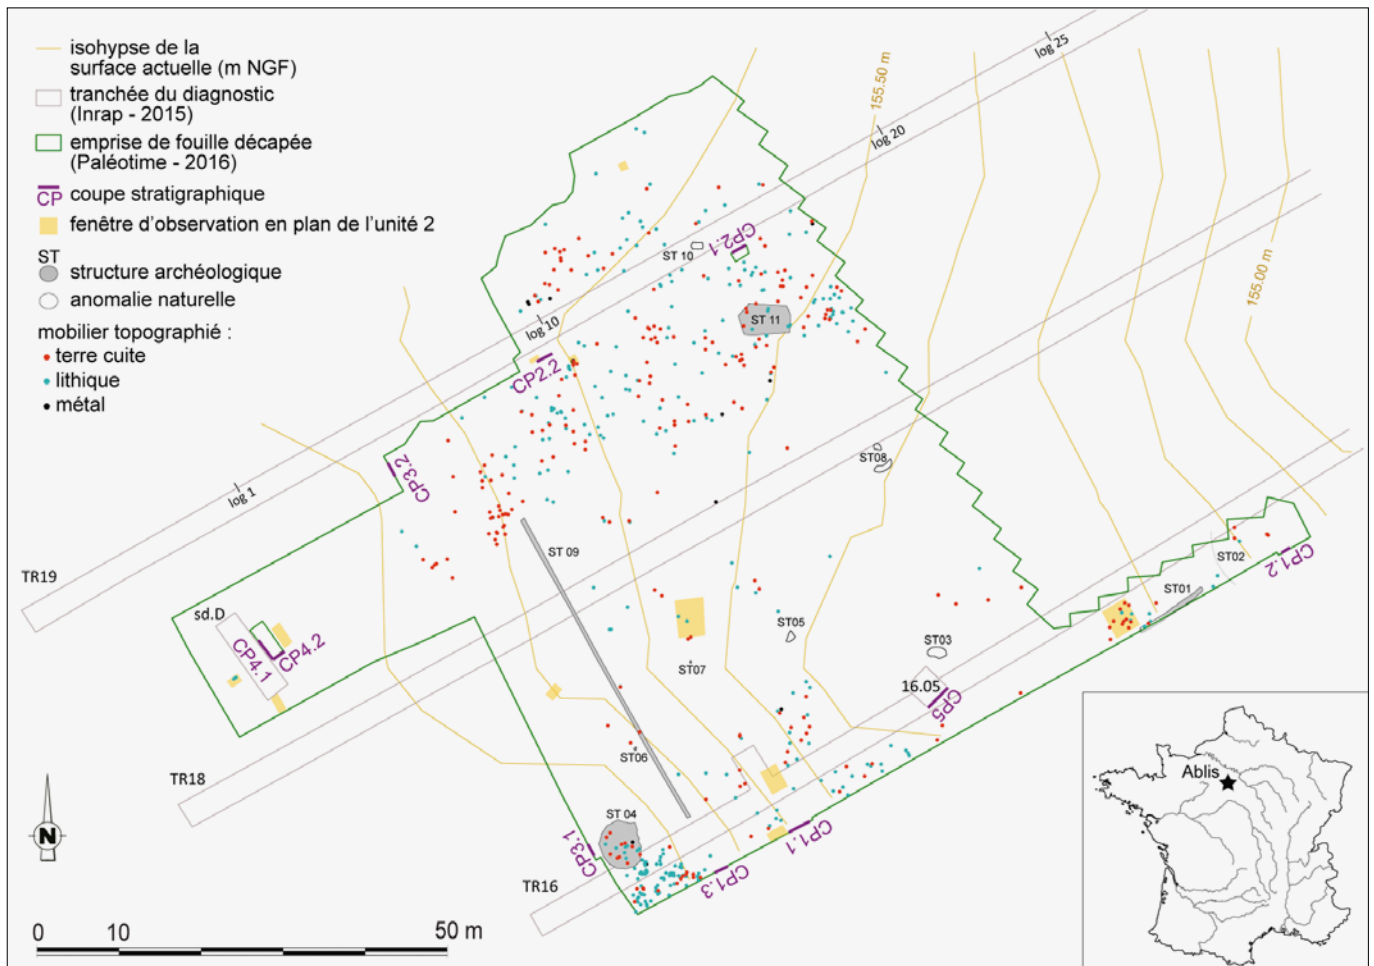 isohypse de la
surface actuelle (m NGF)
tranchée du diagnostic
(Inrap - 2015)
emprise de fouille décapée
(Paléotime - 2016)
CP coupe stratigraphique
fenêtre d'observation en plan de l'unité 2
ST
structure archéologique
anomalie naturelle
mobilier topographié :
terre cuite
lithique
métal
log 25
155.50 m
log 20
CP2.1
ST 10
155.00 m
ST 11
log 10
CP2.2
ST08
CP3.2
log 1
ST 09
ST02
CP1.2
TR19
ST01
sd.D
ST05
ST03
CP4.2
CP4.1
ST07
16.05
CP5
ST06
TR18
Ablis
ST 04
N
CP3.1
CP1.1
CP1.3
TR16
0 10 50 m